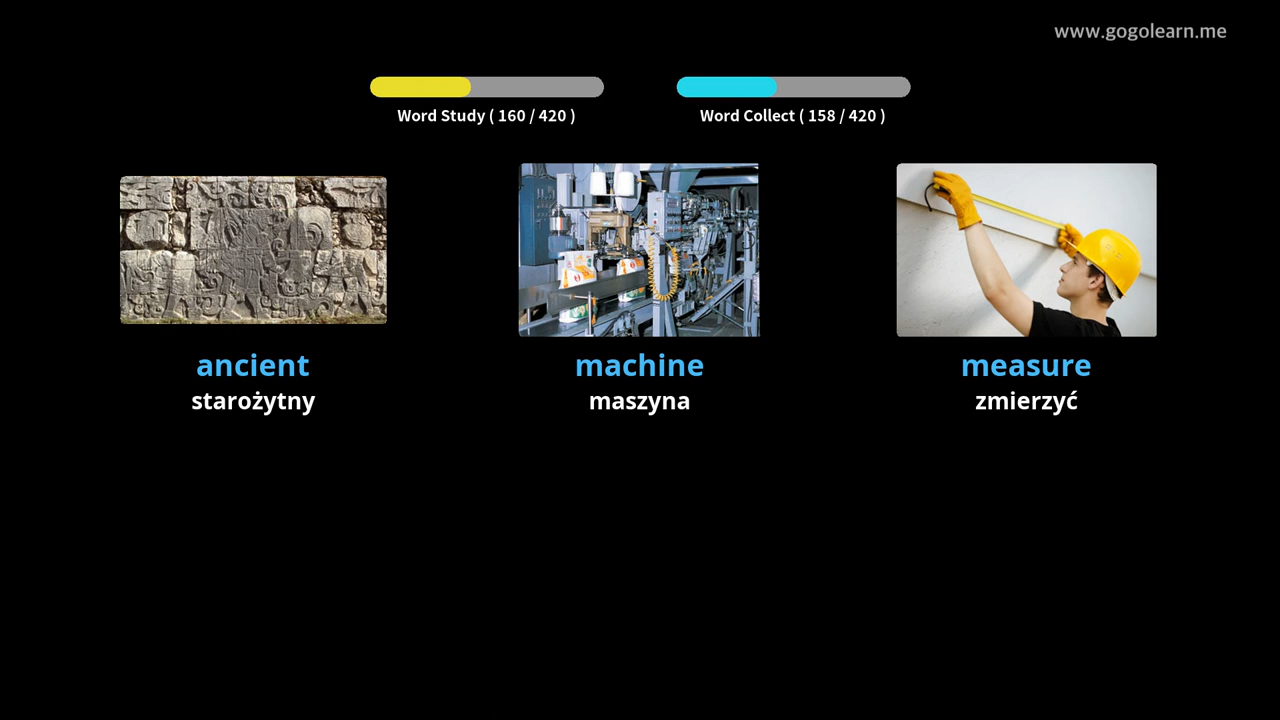 www.gogolearn.me
Word Study ( 160 / 420 )
Word Collect ( 158 / 420 )
ancient
machine
measure
starożytny
maszyna
zmierzyć